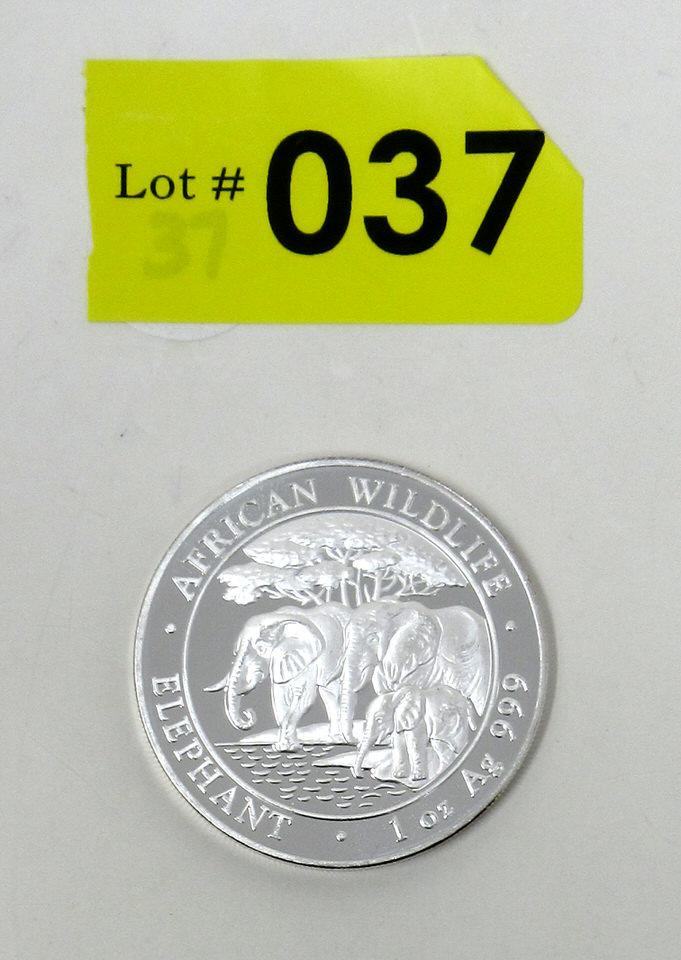 Lot # 037
37
AFRICAN WILDLIFE
ELEPHANT • 1 oz Ag 999